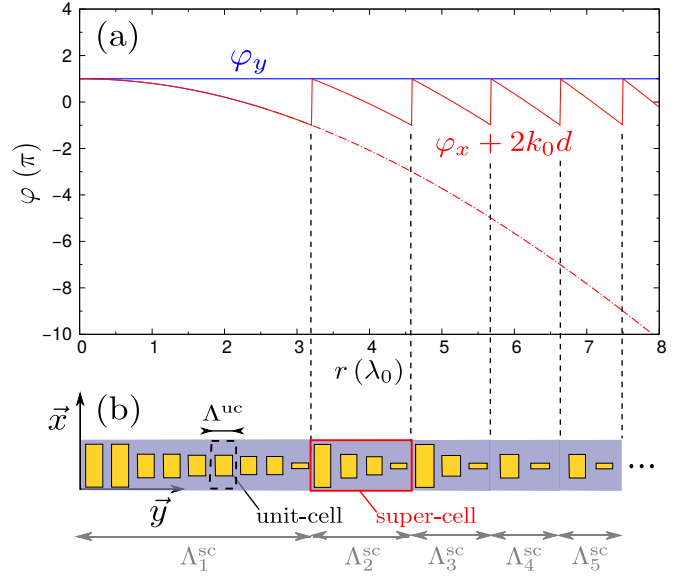 (a)
φ_y
φ_x + 2k_0d
φ (π)
4
2
0
−2
−4
−6
−8
−10
0 1 2 3 4 5 6 7 8
r (λ_0)
(b)
x⃗
Λ^uc
...
y⃗
unit-cell
super-cell
Λ_1^sc Λ_2^sc Λ_3^sc Λ_4^sc Λ_5^sc